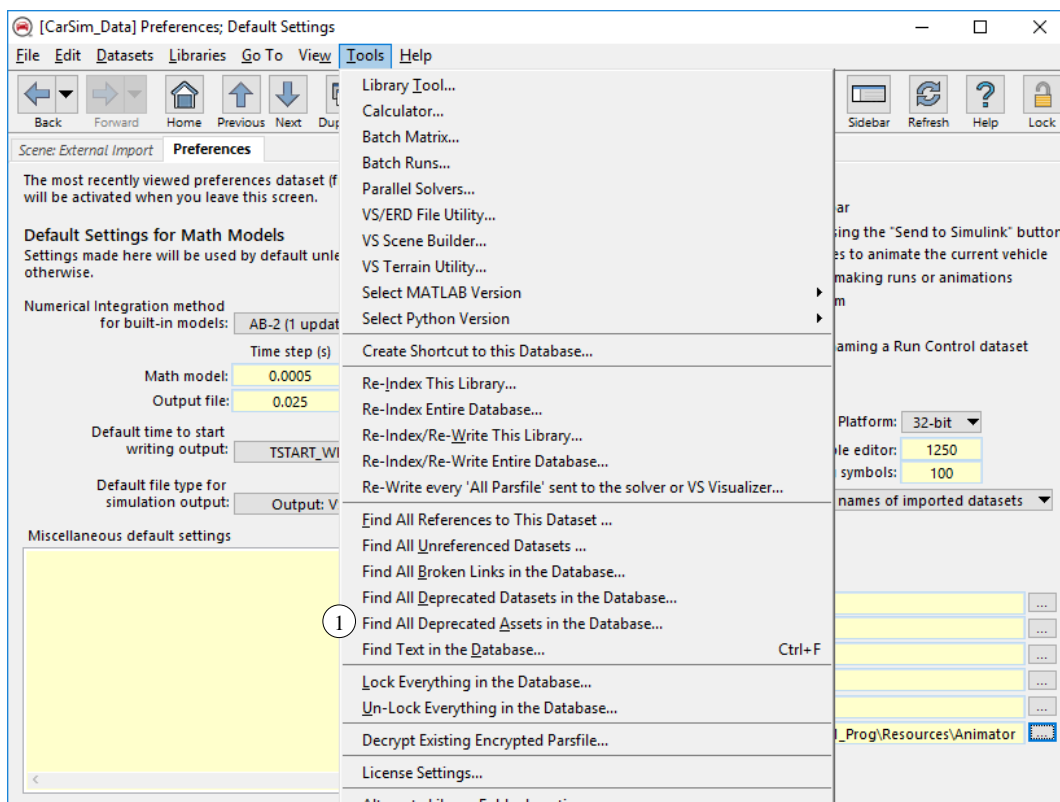 [CarSim_Data] Preferences; Default Settings
File Edit Datasets Libraries Go To View Tools Help
Back Forward Home Previous Next Sidebar Refresh Help Lock
Scene: External Import Preferences
The most recently viewed preferences dataset
will be activated when you leave this screen.
Default Settings for Math Models
Settings made here will be used by default
otherwise.
Numerical Integration method
for built-in models: AB-2 (1
Time step (s)
Math model: 0.0005
Output file: 0.025
Default time to start
writing output:
Default file type for
simulation output: Output:
Miscellaneous default settings
Library Tool...
Calculator...
Batch Matrix...
Batch Runs...
Parallel Solvers...
VS/ERD File Utility...
VS Scene Builder...
VS Terrain Utility...
Select MATLAB Version
Select Python Version
Create Shortcut to this Database...
Re-Index This Library...
Re-Index Entire Database...
Re-Index/Re-Write This Library...
Re-Index/Re-Write Entire Database...
Re-Write every 'All Parsfile' sent to the solver or VS Visualizer...
Find All References to This Dataset ...
Find All Unreferenced Datasets ...
Find All Broken Links in the Database...
Find All Deprecated Datasets in the Database...
1 Find All Deprecated Assets in the Database...
Find Text in the Database... Ctrl+F
Lock Everything in the Database...
Un-Lock Everything in the Database...
Decrypt Existing Encrypted Parsfile...
License Settings...
the "Send to Simulink" button
to animate the current vehicle
making runs or animations
a Run Control dataset
Platform: 32-bit
editor: 1250
symbols: 100
names of imported datasets
_Prog\Resources\Animator ...